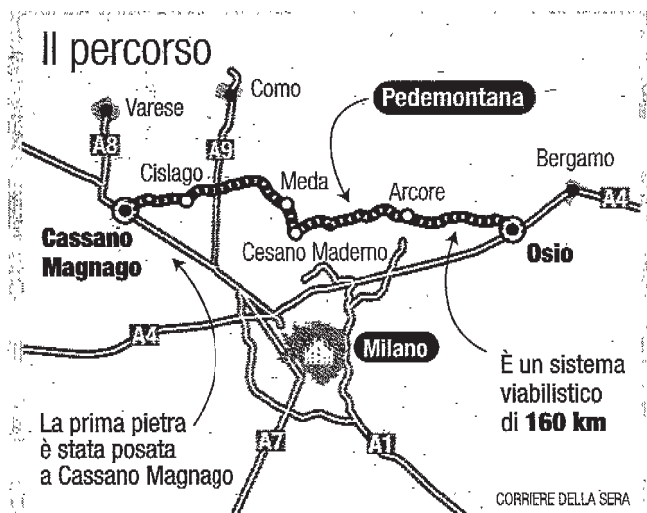 Il percorso
Como
Varese
Pedemontana
A8
A9
Bergamo
Cislago
Meda
Arcore
A4
Cassano
Magnago
Cesano Maderno
Osio
A4
Milano
È un sistema
viabilistico
di 160 km
La prima pietra
è stata posata
a Cassano Magnago
A7
A1
CORRIERE DELLA SERA